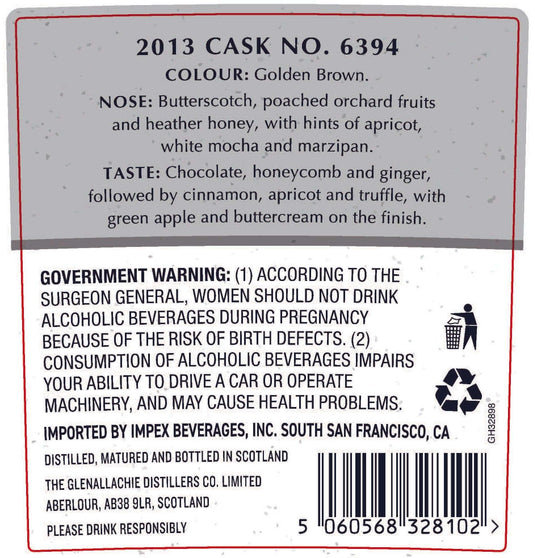 2013 CASK NO. 6394
COLOUR: Golden Brown.
NOSE: Butterscotch, poached orchard fruits
and heather honey, with hints of apricot,
white mocha and marzipan.
TASTE: Chocolate, honeycomb and ginger,
followed by cinnamon, apricot and truffle, with
green apple and buttercream on the finish.
GOVERNMENT WARNING: (1) ACCORDING TO THE
SURGEON GENERAL, WOMEN SHOULD NOT DRINK
ALCOHOLIC BEVERAGES DURING PREGNANCY
BECAUSE OF THE RISK OF BIRTH DEFECTS. (2)
CONSUMPTION OF ALCOHOLIC BEVERAGES IMPAIRS
YOUR ABILITY TO DRIVE A CAR OR OPERATE
MACHINERY, AND MAY CAUSE HEALTH PROBLEMS.
GH32898
IMPORTED BY IMPEX BEVERAGES, INC. SOUTH SAN FRANCISCO, CA
DISTILLED, MATURED AND BOTTLED IN SCOTLAND
THE GLENALLACHIE DISTILLERS CO. LIMITED
ABERLOUR, AB38 9LR, SCOTLAND
PLEASE DRINK RESPONSIBLY
5 060568 328102 >